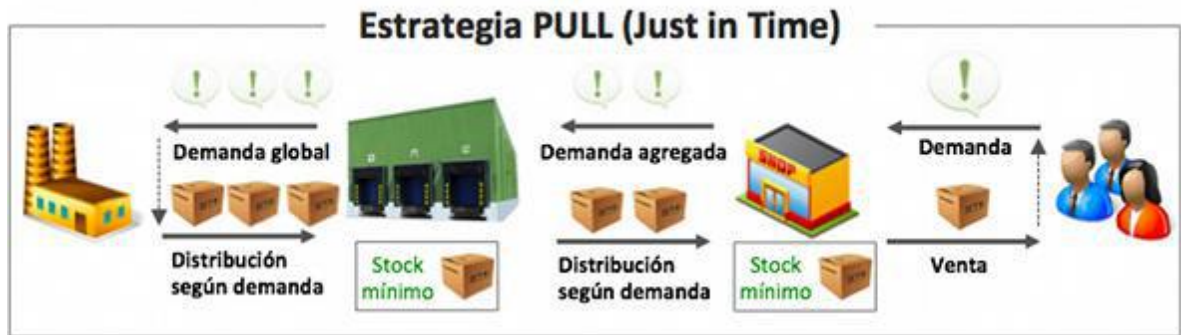 Estrategia PULL (Just in Time)
Demanda global
Demanda agregada
Demanda
SHOP
Distribución
según demanda
Stock
mínimo
Distribución
según demanda
Stock
mínimo
Venta